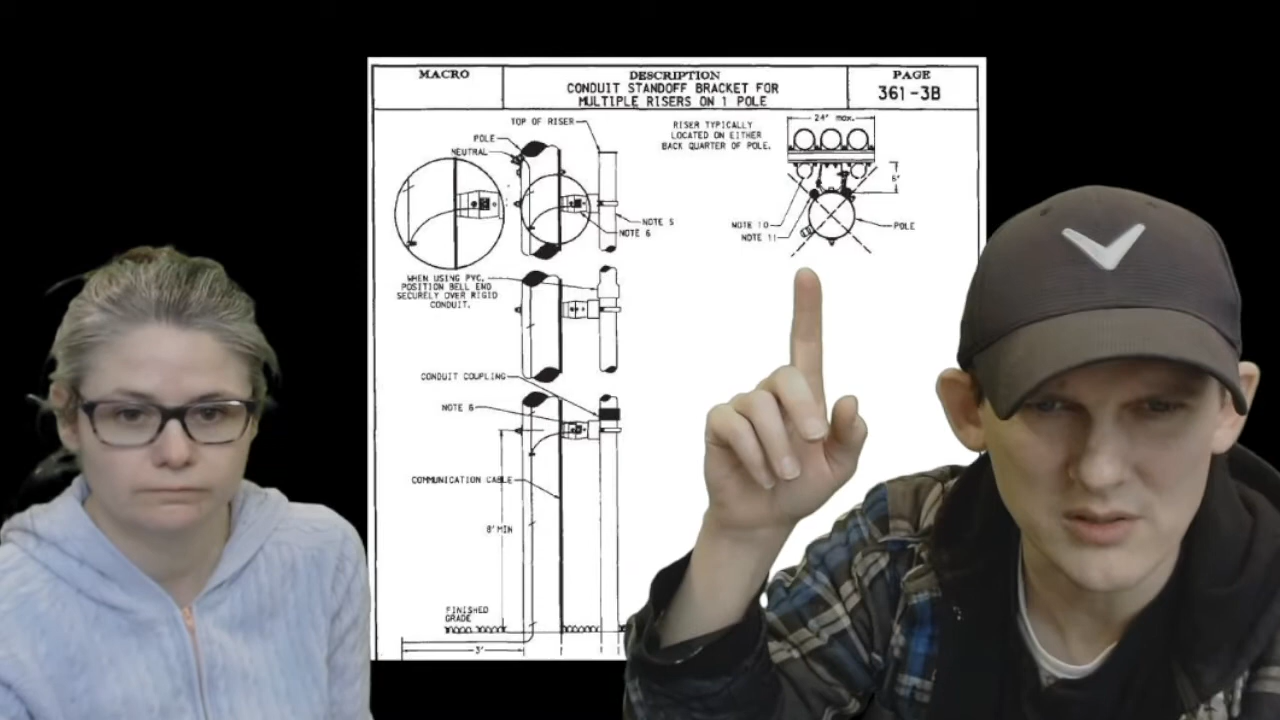 MACRO
DESCRIPTION
CONDUIT STANDOFF BRACKET FOR
MULTIPLE RISERS ON 1 POLE
PAGE
361-3B
TOP OF RISER
POLE
NEUTRAL
NOTE 5
NOTE 6
RISER TYPICALLY
LOCATED ON EITHER
BACK QUARTER OF POLE.
24" max.
6"
NOTE 10
NOTE 11
POLE
WHEN USING PVC,
POSITION BELL END
SECURELY OVER RIGID
CONDUIT.
CONDUIT COUPLING
NOTE 6
COMMUNICATION CABLE
8' MIN
FINISHED
GRADE
3'